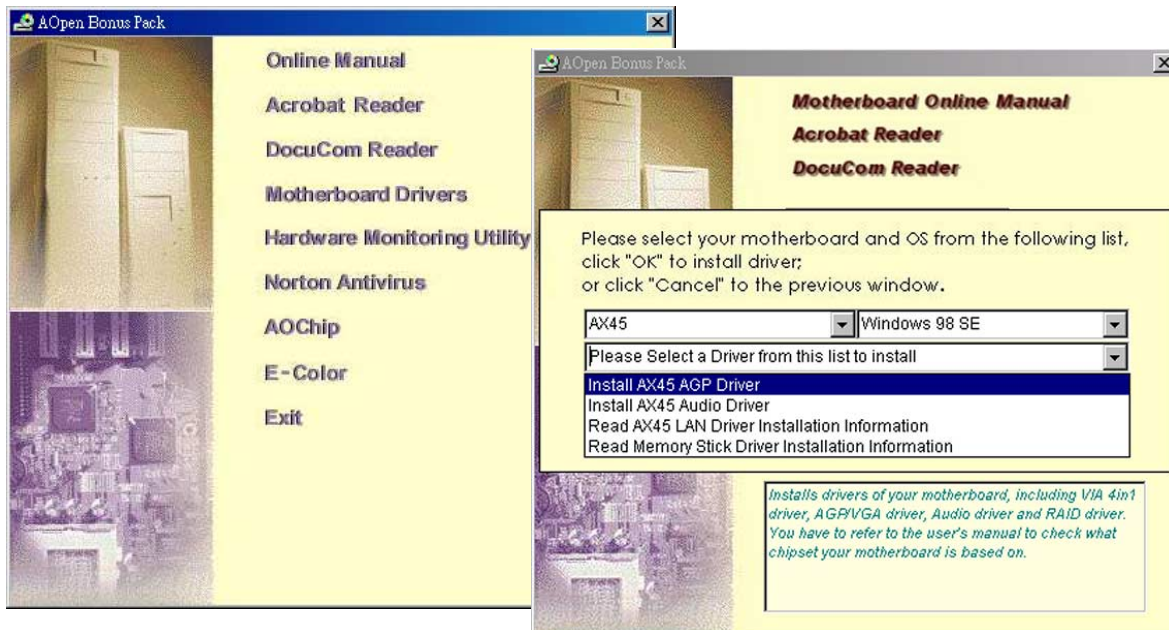 AOpen Bonus Pack
Online Manual
Acrobat Reader
DocuCom Reader
Motherboard Drivers
Hardware Monitoring Utility
Norton Antivirus
AOChip
E-Color
Exit
AOpen Bonus Pack
Motherboard Online Manual
Acrobat Reader
DocuCom Reader
Please select your motherboard and OS from the following list,
click "OK" to install driver;
or click "Cancel" to the previous window.
AX45
Windows 98 SE
Please Select a Driver from this list to install
Install AX45 AGP Driver
Install AX45 Audio Driver
Read AX45 LAN Driver Installation Information
Read Memory Stick Driver Installation Information
Installs drivers of your motherboard, including VIA 4in1
driver, AGP/VGA driver, Audio driver and RAID driver.
You have to refer to the user's manual to check what
chipset your motherboard is based on.